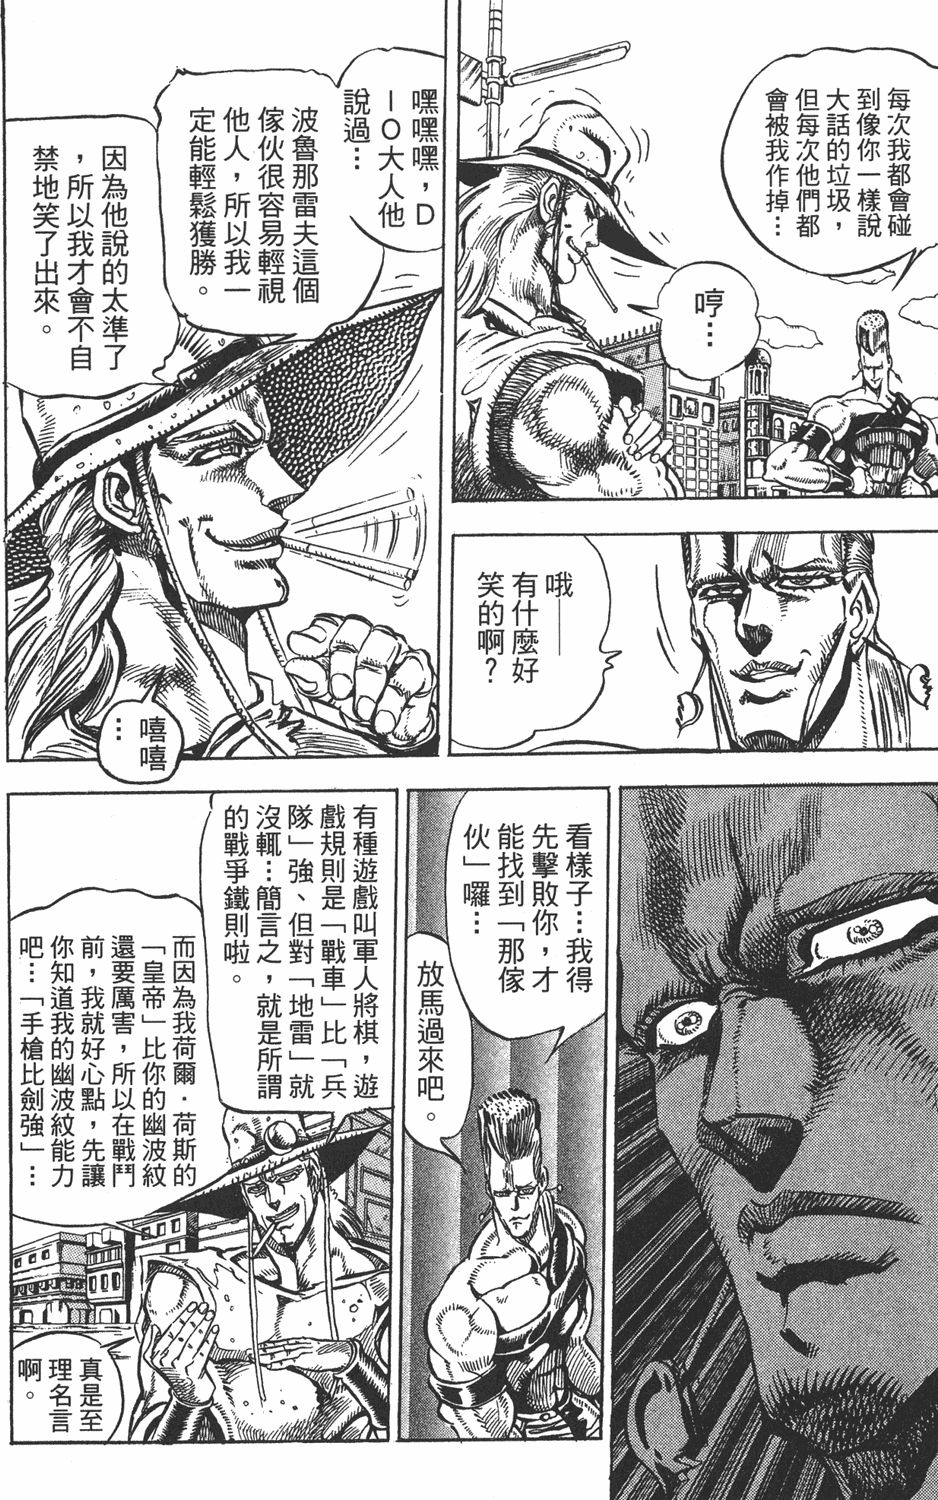 每次我都會碰
到像你一樣說
大話的垃圾，
但每次他們都
會被我作掉…
哼…
哦——
有什麼好
笑的啊？
嘿嘿嘿，D
IO大人他
說過…
波魯那雷夫這個
傢伙很容易輕視
他人，所以我一
定能輕鬆獲勝。
因為他說的太準了
，所以我才會不自
禁地笑了出來。
嘻嘻
…
看樣子…我得
先擊敗你，才
能找到「那傢
伙」囉…
放馬過來吧。
有種遊戲叫軍人將棋，遊
戲規則是「戰車」比「兵
隊」強、但對「地雷」就
沒輒…簡言之，就是所謂
的戰爭鐵則啦。
而因為我荷爾．荷斯的
「皇帝」比你的幽波紋
還要厲害，所以在戰鬥
前，我就好心點，先讓
你知道我的幽波紋能力
吧…「手槍比劍強」…
真是至
理名言
啊。